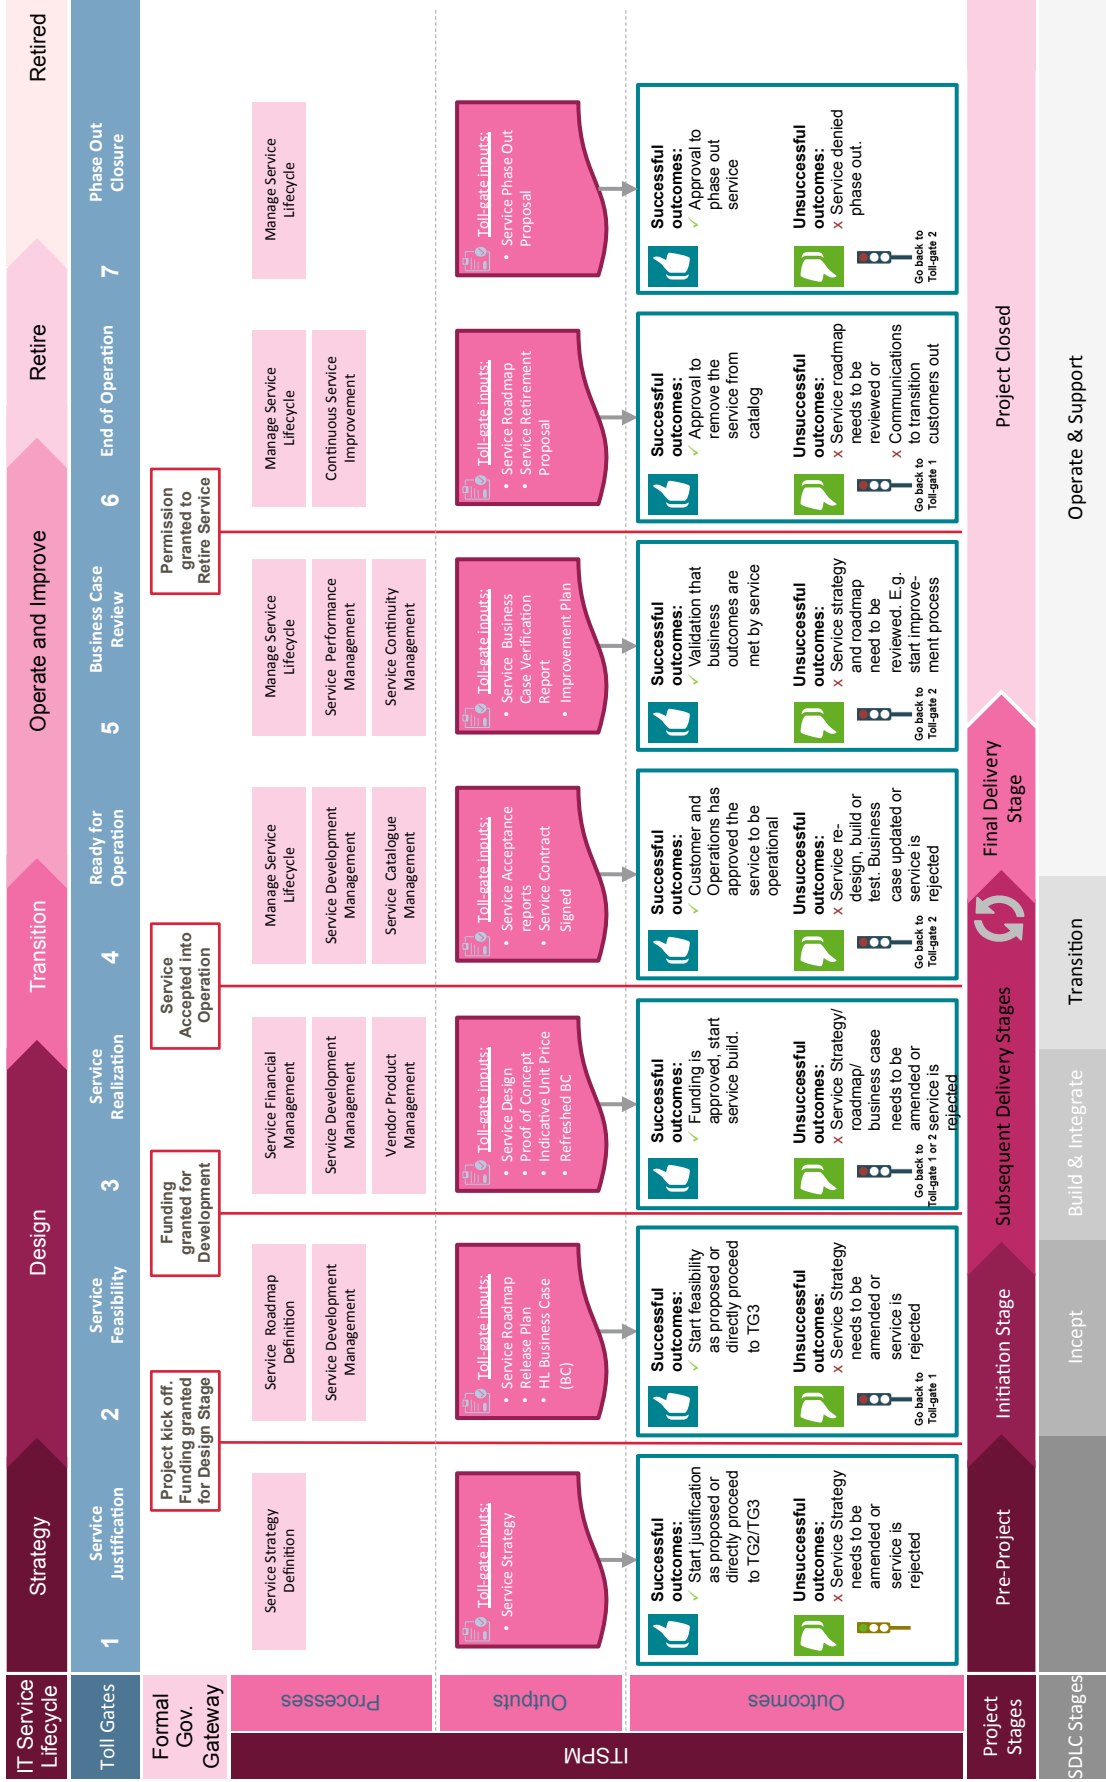 IT Service
Lifecycle
Strategy
Design
Transition
Operate and Improve
Retire
Retired
Toll Gates
1
Service
Justification
2
Service
Feasibility
3
Service
Realization
4
Ready for
Operation
5
Business Case
Review
6
End of Operation
7
Phase Out
Closure
Formal
Gov.
Gateway
Project kick off.
Funding granted
for Design Stage
Funding
granted for
Development
Service
Accepted into
Operation
Permission
granted to
Retire Service
ITSPM
Processes
Service Strategy
Definition
Service Roadmap
Definition
Service Development
Management
Service Financial
Management
Service Development
Management
Vendor Product
Management
Manage Service
Lifecycle
Service Development
Management
Service Catalogue
Management
Manage Service
Lifecycle
Service Performance
Management
Service Continuity
Management
Manage Service
Lifecycle
Continuous Service
Improvement
Manage Service
Lifecycle
Outputs
Toll-gate inputs:
• Service Strategy
Toll-gate inputs:
• Service Roadmap
• Release Plan
• HL Business Case
(BC)
Toll-gate inputs:
• Service Design
• Proof of Concept
• Indicative Unit Price
• Refreshed BC
Toll-gate inputs:
• Service Acceptance
reports
• Service Contract
Signed
Toll-gate inputs:
• Service Business
Case Verification
Report
• Improvement Plan
Toll-gate inputs:
• Service Roadmap
• Service Retirement
Proposal
Toll-gate inputs:
• Service Phase Out
Proposal
Outcomes
Successful
outcomes:
✓ Start justification
as proposed or
directly proceed
to TG2/TG3
Unsuccessful
outcomes:
x Service Strategy
needs to be
amended or
service is
rejected
Successful
outcomes:
✓ Start feasibility
as proposed or
directly proceed
to TG3
Unsuccessful
outcomes:
x Service Strategy
needs to be
amended or
service is
rejected
Go back to
Toll-gate 1
Successful
outcomes:
✓ Funding is
approved, start
service build.
Unsuccessful
outcomes:
x Service Strategy/
roadmap/
business case
needs to be
amended or
service is
rejected
Go back to
Toll-gate 1 or 2
Successful
outcomes:
✓ Customer and
Operations has
approved the
service to be
operational
Unsuccessful
outcomes:
x Service re-
design, build or
test. Business
case updated or
service is
rejected
Go back to
Toll-gate 2
Successful
outcomes:
✓ Validation that
business
outcomes are
met by service
Unsuccessful
outcomes:
x Service strategy
and roadmap
need to be
reviewed. E.g.
start improve-
ment process
Go back to
Toll-gate 2
Successful
outcomes:
✓ Approval to
remove the
service from
catalog
Unsuccessful
outcomes:
x Service roadmap
needs to be
reviewed or
x Communications
to transition
customers out
Go back to
Toll-gate 1
Successful
outcomes:
✓ Approval to
phase out
service
Unsuccessful
outcomes:
x Service denied
phase out.
Go back to
Toll-gate 2
Project
Stages
Pre-Project
Initiation Stage
Subsequent Delivery Stages
Final Delivery
Stage
Project Closed
SDLC Stages
Incept
Build & Integrate
Transition
Operate & Support